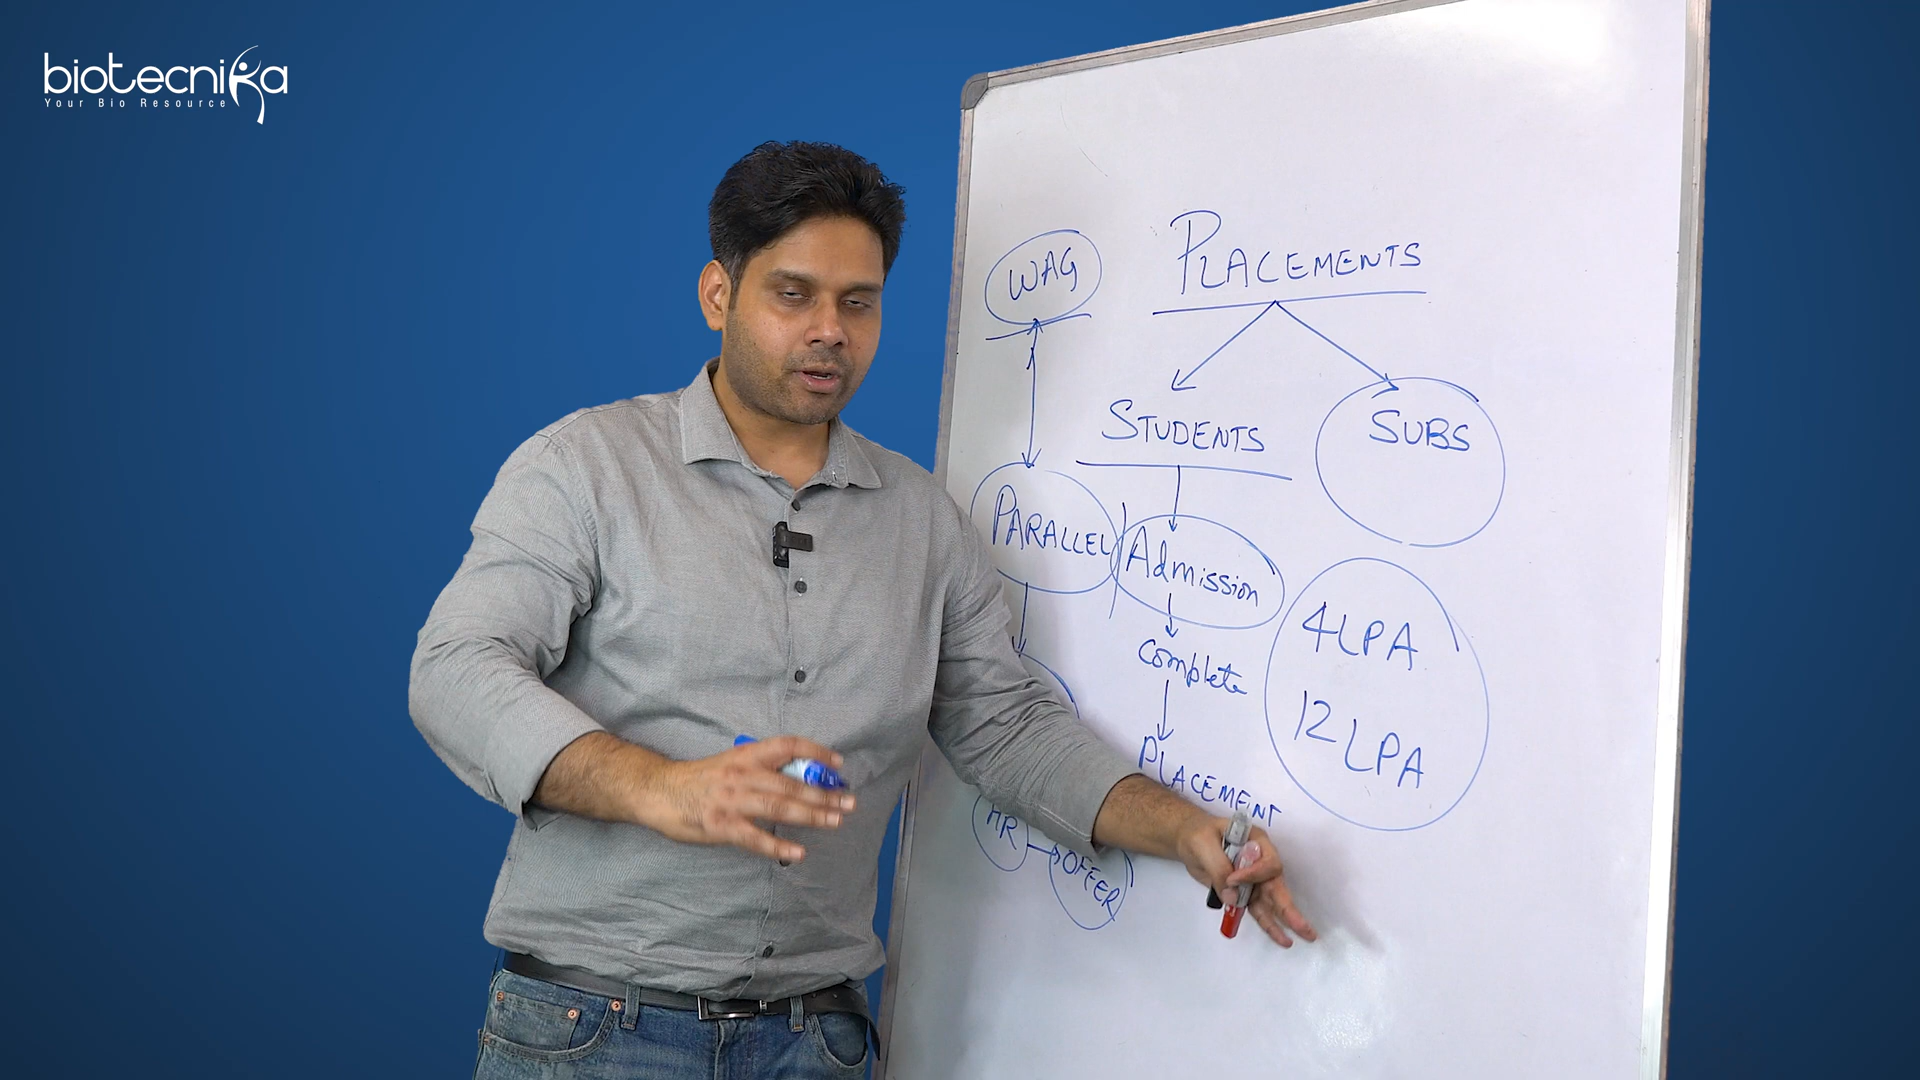 biotecnika
Your Bio Resource
WAG
PLACEMENTS
STUDENTS
SUBS
PARALLEL
Admission
4LPA
Complete
12 LPA
PLACEMENT
HR
OFFER